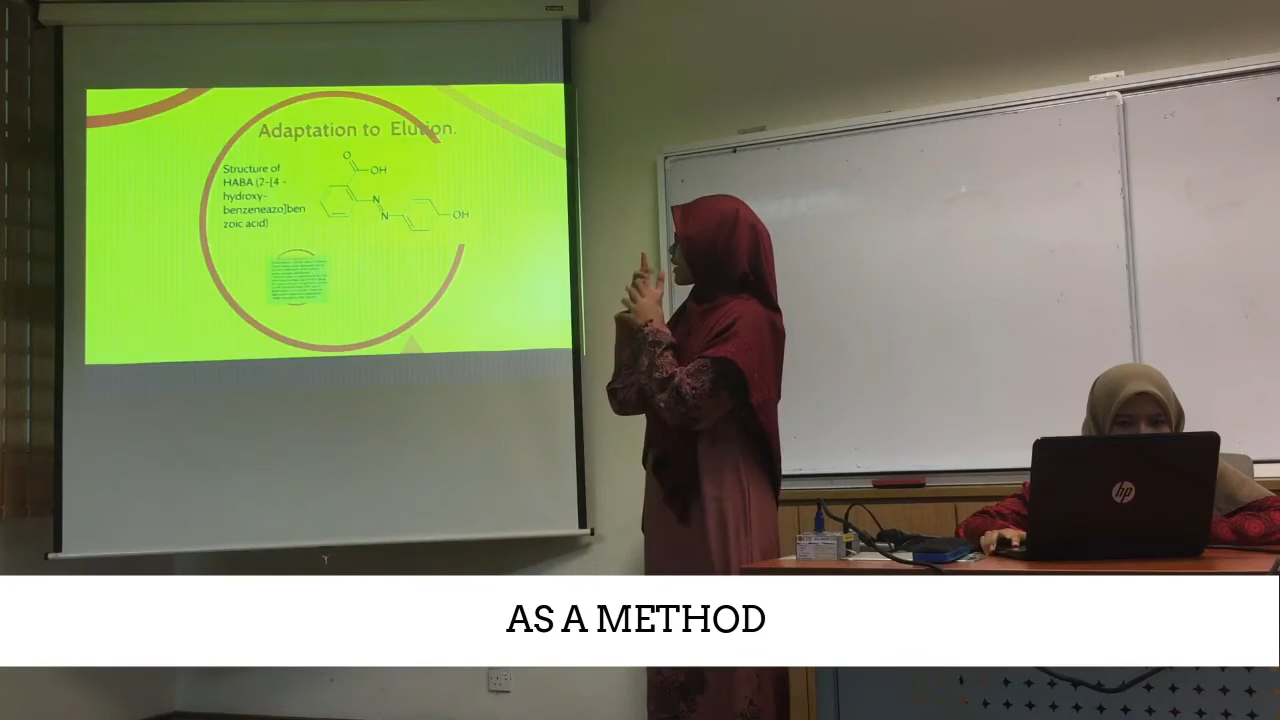 Adaptation to Elution.
Structure of
HABA (2-[4 -
hydroxy-
benzeneazo]ben
zoic acid)
O
OH
N
N
OH
hp
AS A METHOD